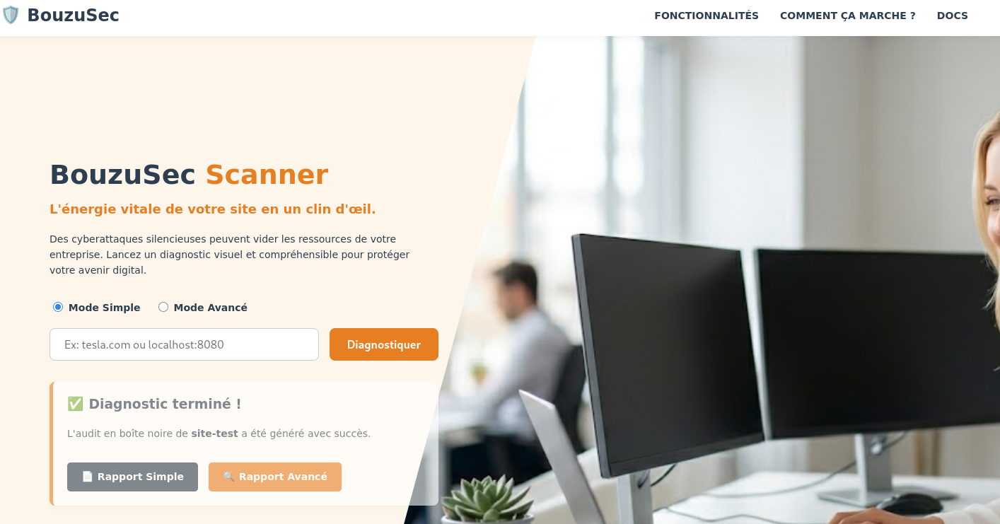 BouzuSec
FONCTIONNALITÉS COMMENT ÇA MARCHE ? DOCS
BouzuSec Scanner
L'énergie vitale de votre site en un clin d'œil.
Des cyberattaques silencieuses peuvent vider les ressources de votre
entreprise. Lancez un diagnostic visuel et compréhensible pour protéger
votre avenir digital.
Mode Simple Mode Avancé
Ex: tesla.com ou localhost:8080 Diagnostiquer
✅ Diagnostic terminé !
L'audit en boîte noire de site-test a été généré avec succès.
📄 Rapport Simple 🔍 Rapport Avancé